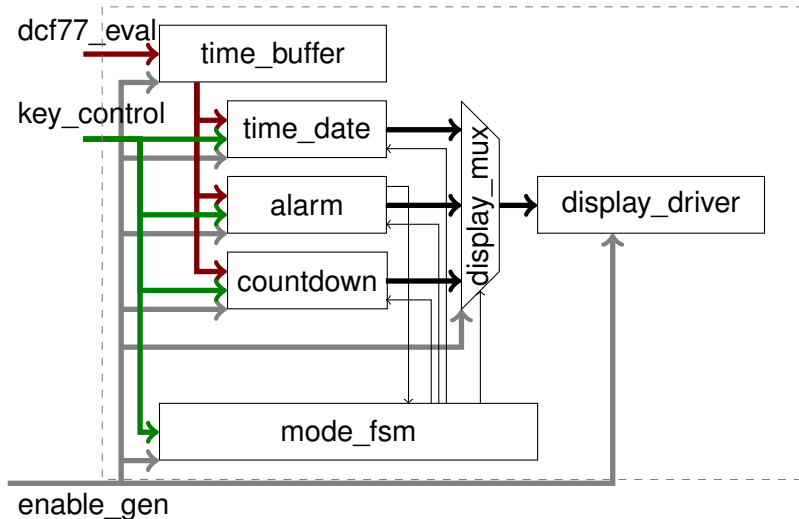 dcf77_eval
time_buffer
key_control
time_date
display_mux
alarm
display_driver
countdown
mode_fsm
enable_gen